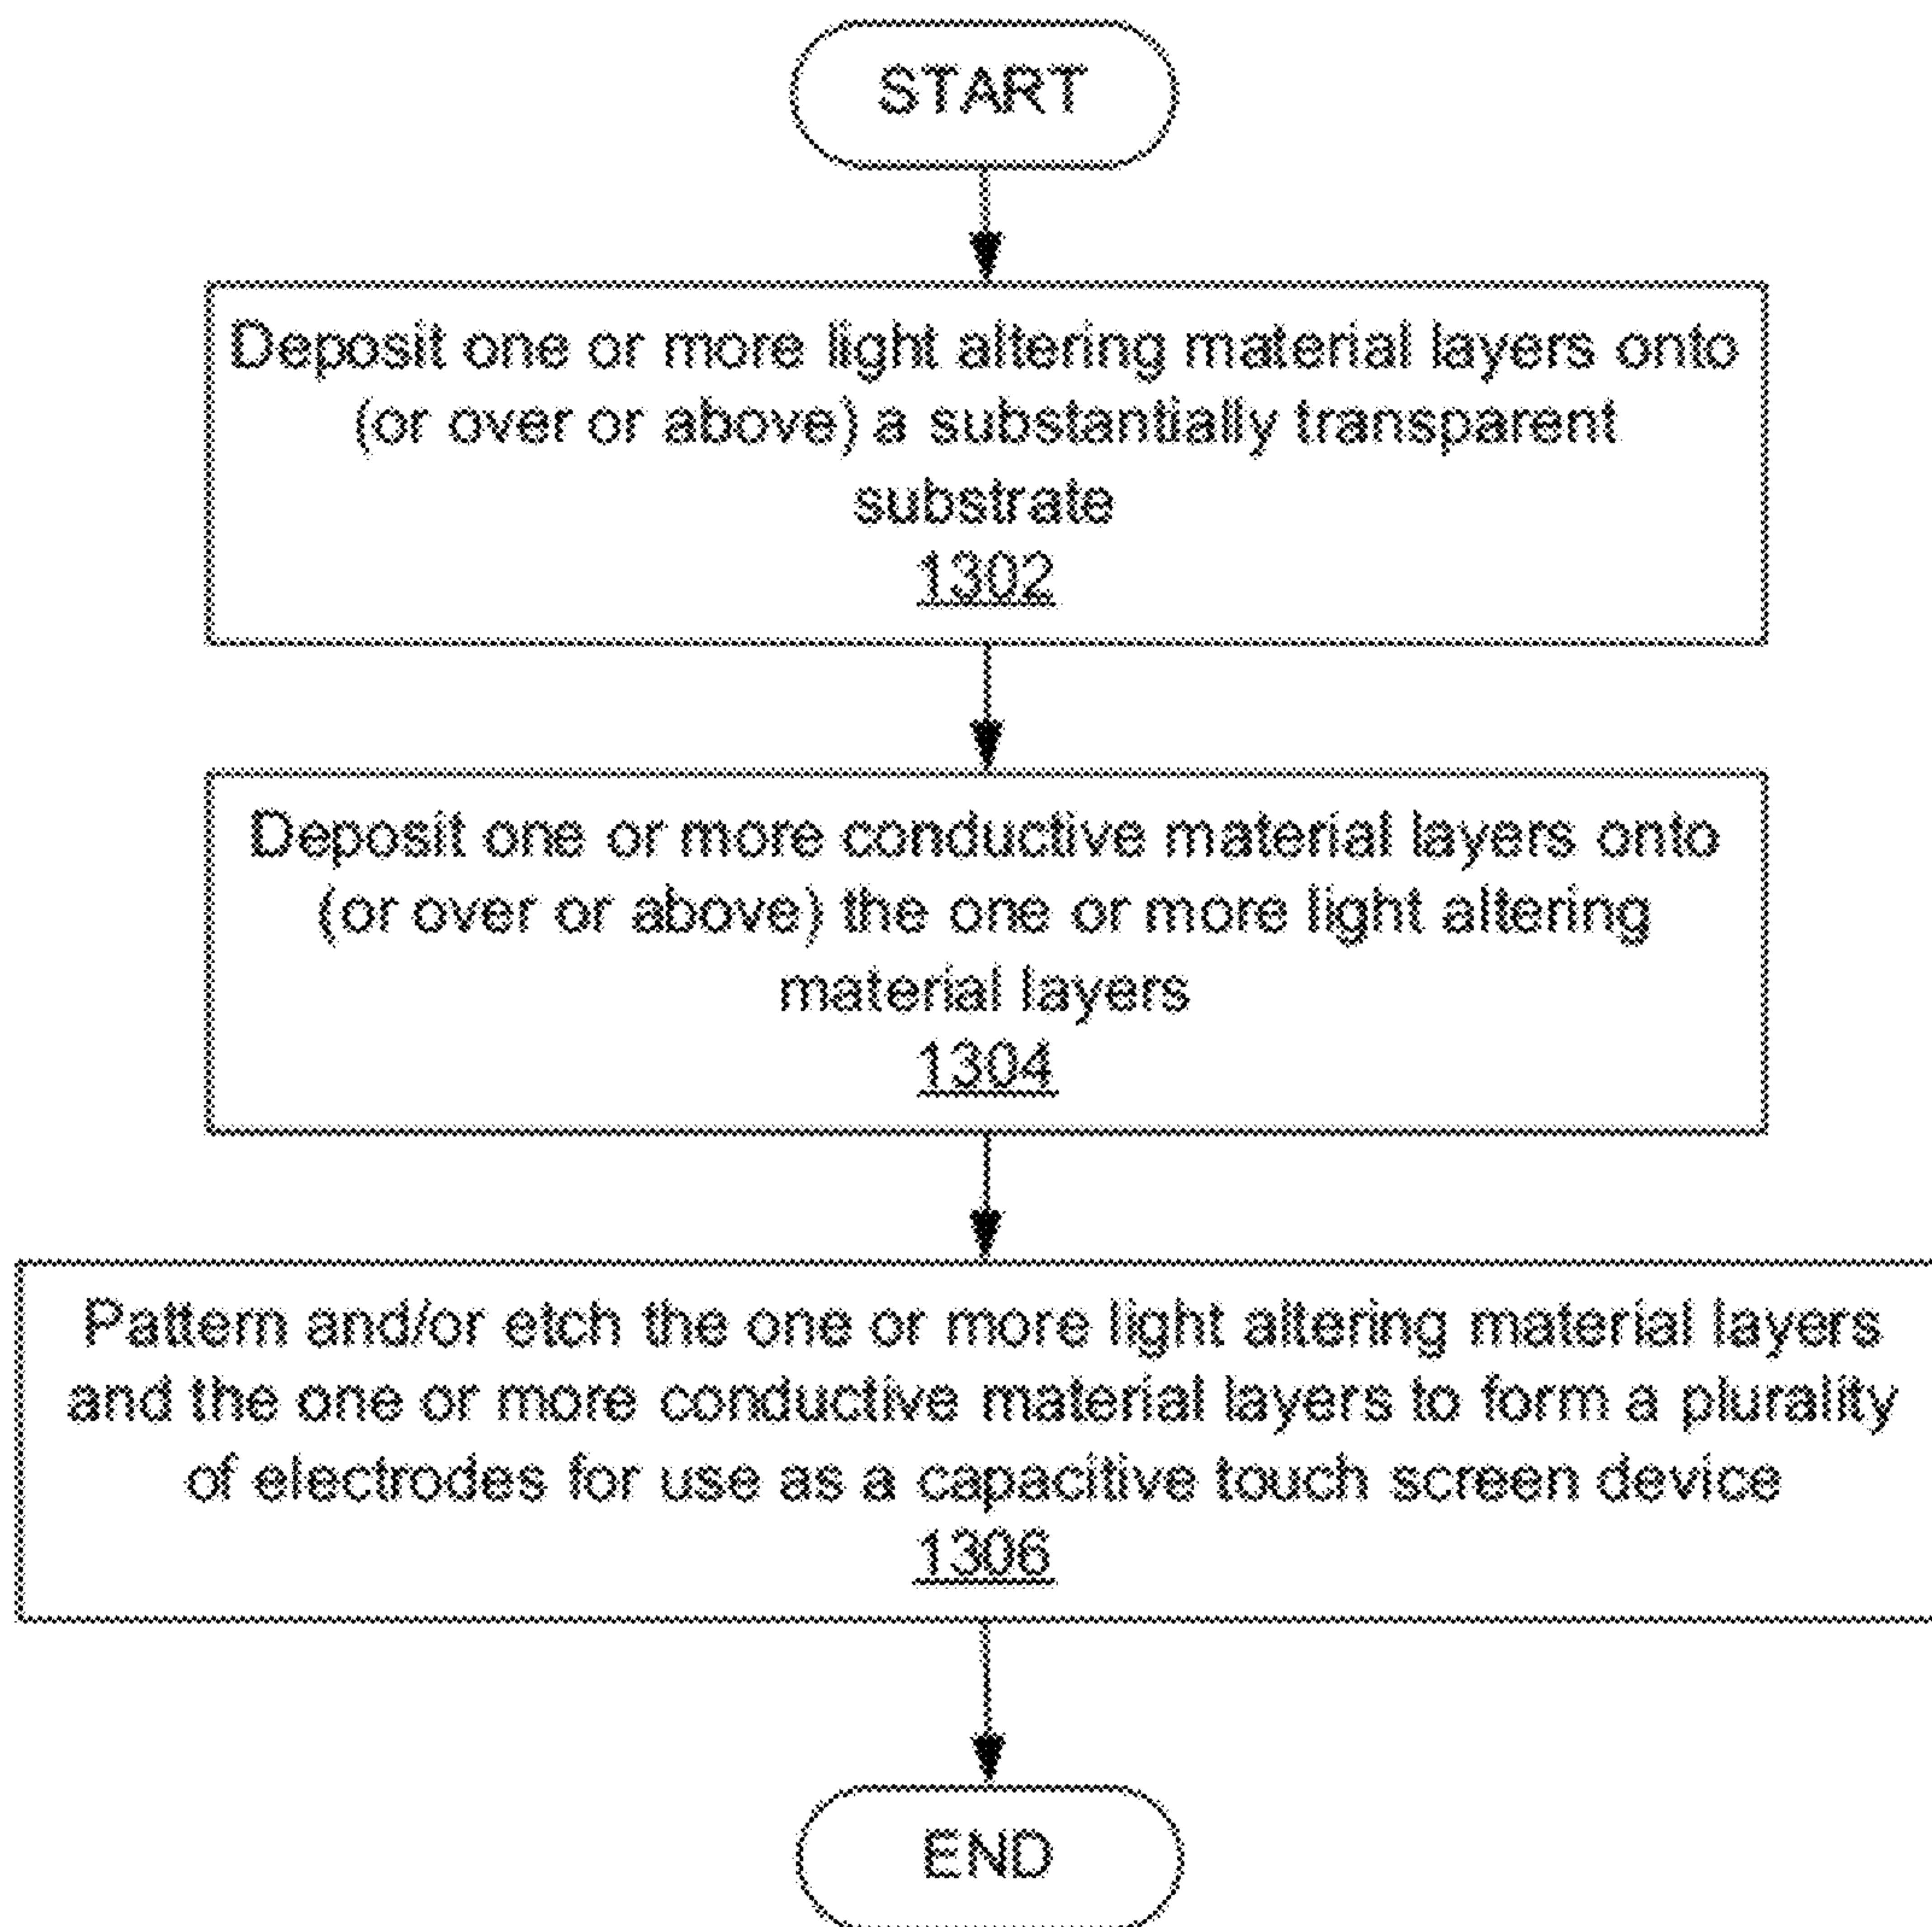 START
Deposit one or more light altering material layers onto
(or over or above) a substantially transparent
substrate
1302
Deposit one or more conductive material layers onto
(or over or above) the one or more light altering
material layers
1304
Pattern and/or etch the one or more light altering material layers
and the one or more conductive material layers to form a plurality
of electrodes for use as a capacitive touch screen device
1306
END